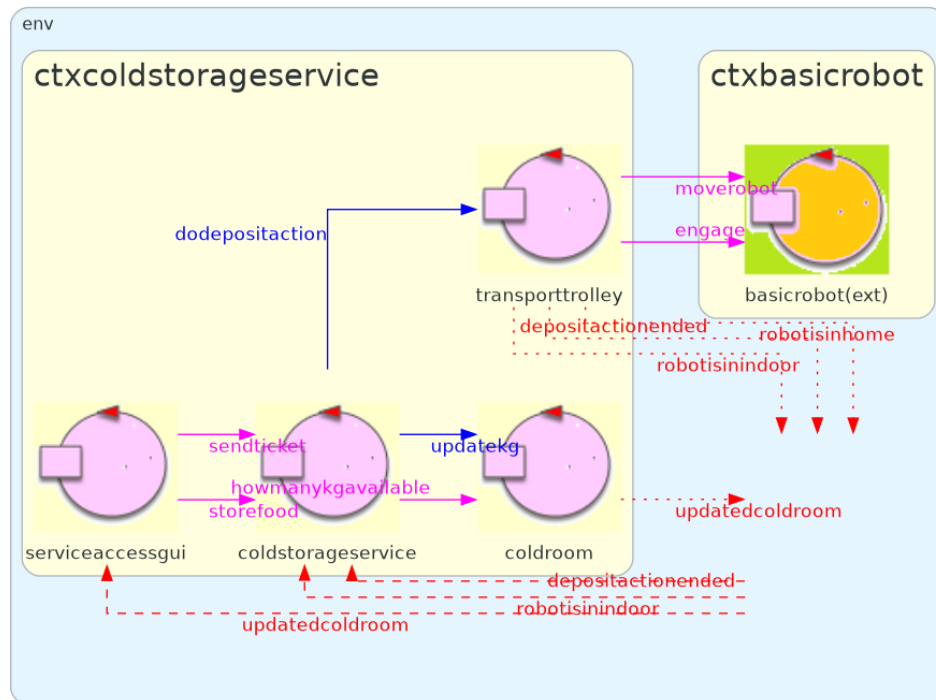 env
ctxcoldstorageservice
ctxbasicrobot
moverobot
dodepositaction
engage
transporttrolley
basicrobot(ext)
depositactionended
robotisinhome
robotisinindoor
sendticket
updatekg
howmanykgavailable
storefood
updatedcoldroom
serviceaccessgui
coldstorageservice
coldroom
depositactionended
robotisinindoor
updatedcoldroom